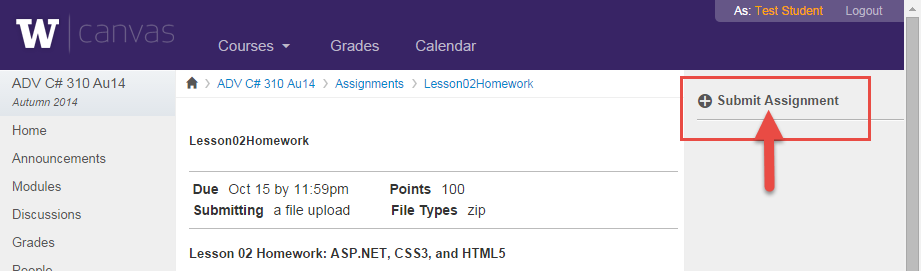 As: Test Student Logout
W canvas
Courses Grades Calendar
ADV C# 310 Au14
Autumn 2014
Home
Announcements
Modules
Discussions
Grades
People
ADV C# 310 Au14 > Assignments > Lesson02Homework
Lesson02Homework
Due Oct 15 by 11:59pm Points 100
Submitting a file upload File Types zip
Lesson 02 Homework: ASP.NET, CSS3, and HTML5
Submit Assignment